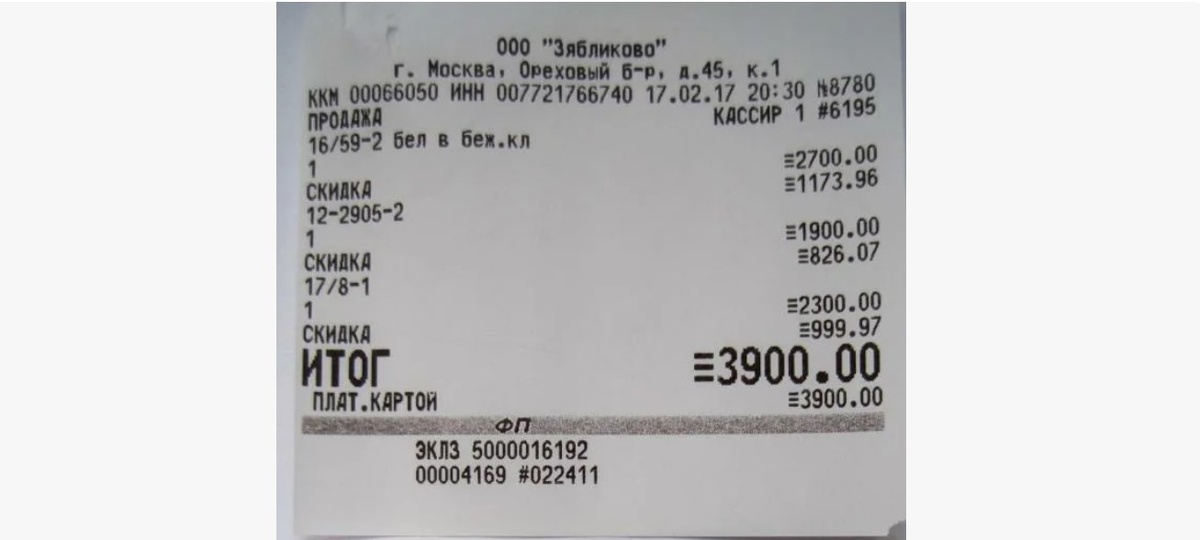 ООО "Зябликово"
г. Москва, Ореховый б-р, д.45, к.1
ККМ 00066050 ИНН 007721766740 17.02.17 20:30 №8780
ПРОДАЖА КАССИР 1 #6195
16/59-2 бел в беж.кл
1 ≡2700.00
СКИДКА ≡1173.96
12-2905-2
1 ≡1900.00
СКИДКА ≡826.07
17/8-1
1 ≡2300.00
СКИДКА ≡999.97
ИТОГ ≡3900.00
ПЛАТ.КАРТОЙ ≡3900.00
ФП
ЭКЛЗ 5000016192
00004169 #022411